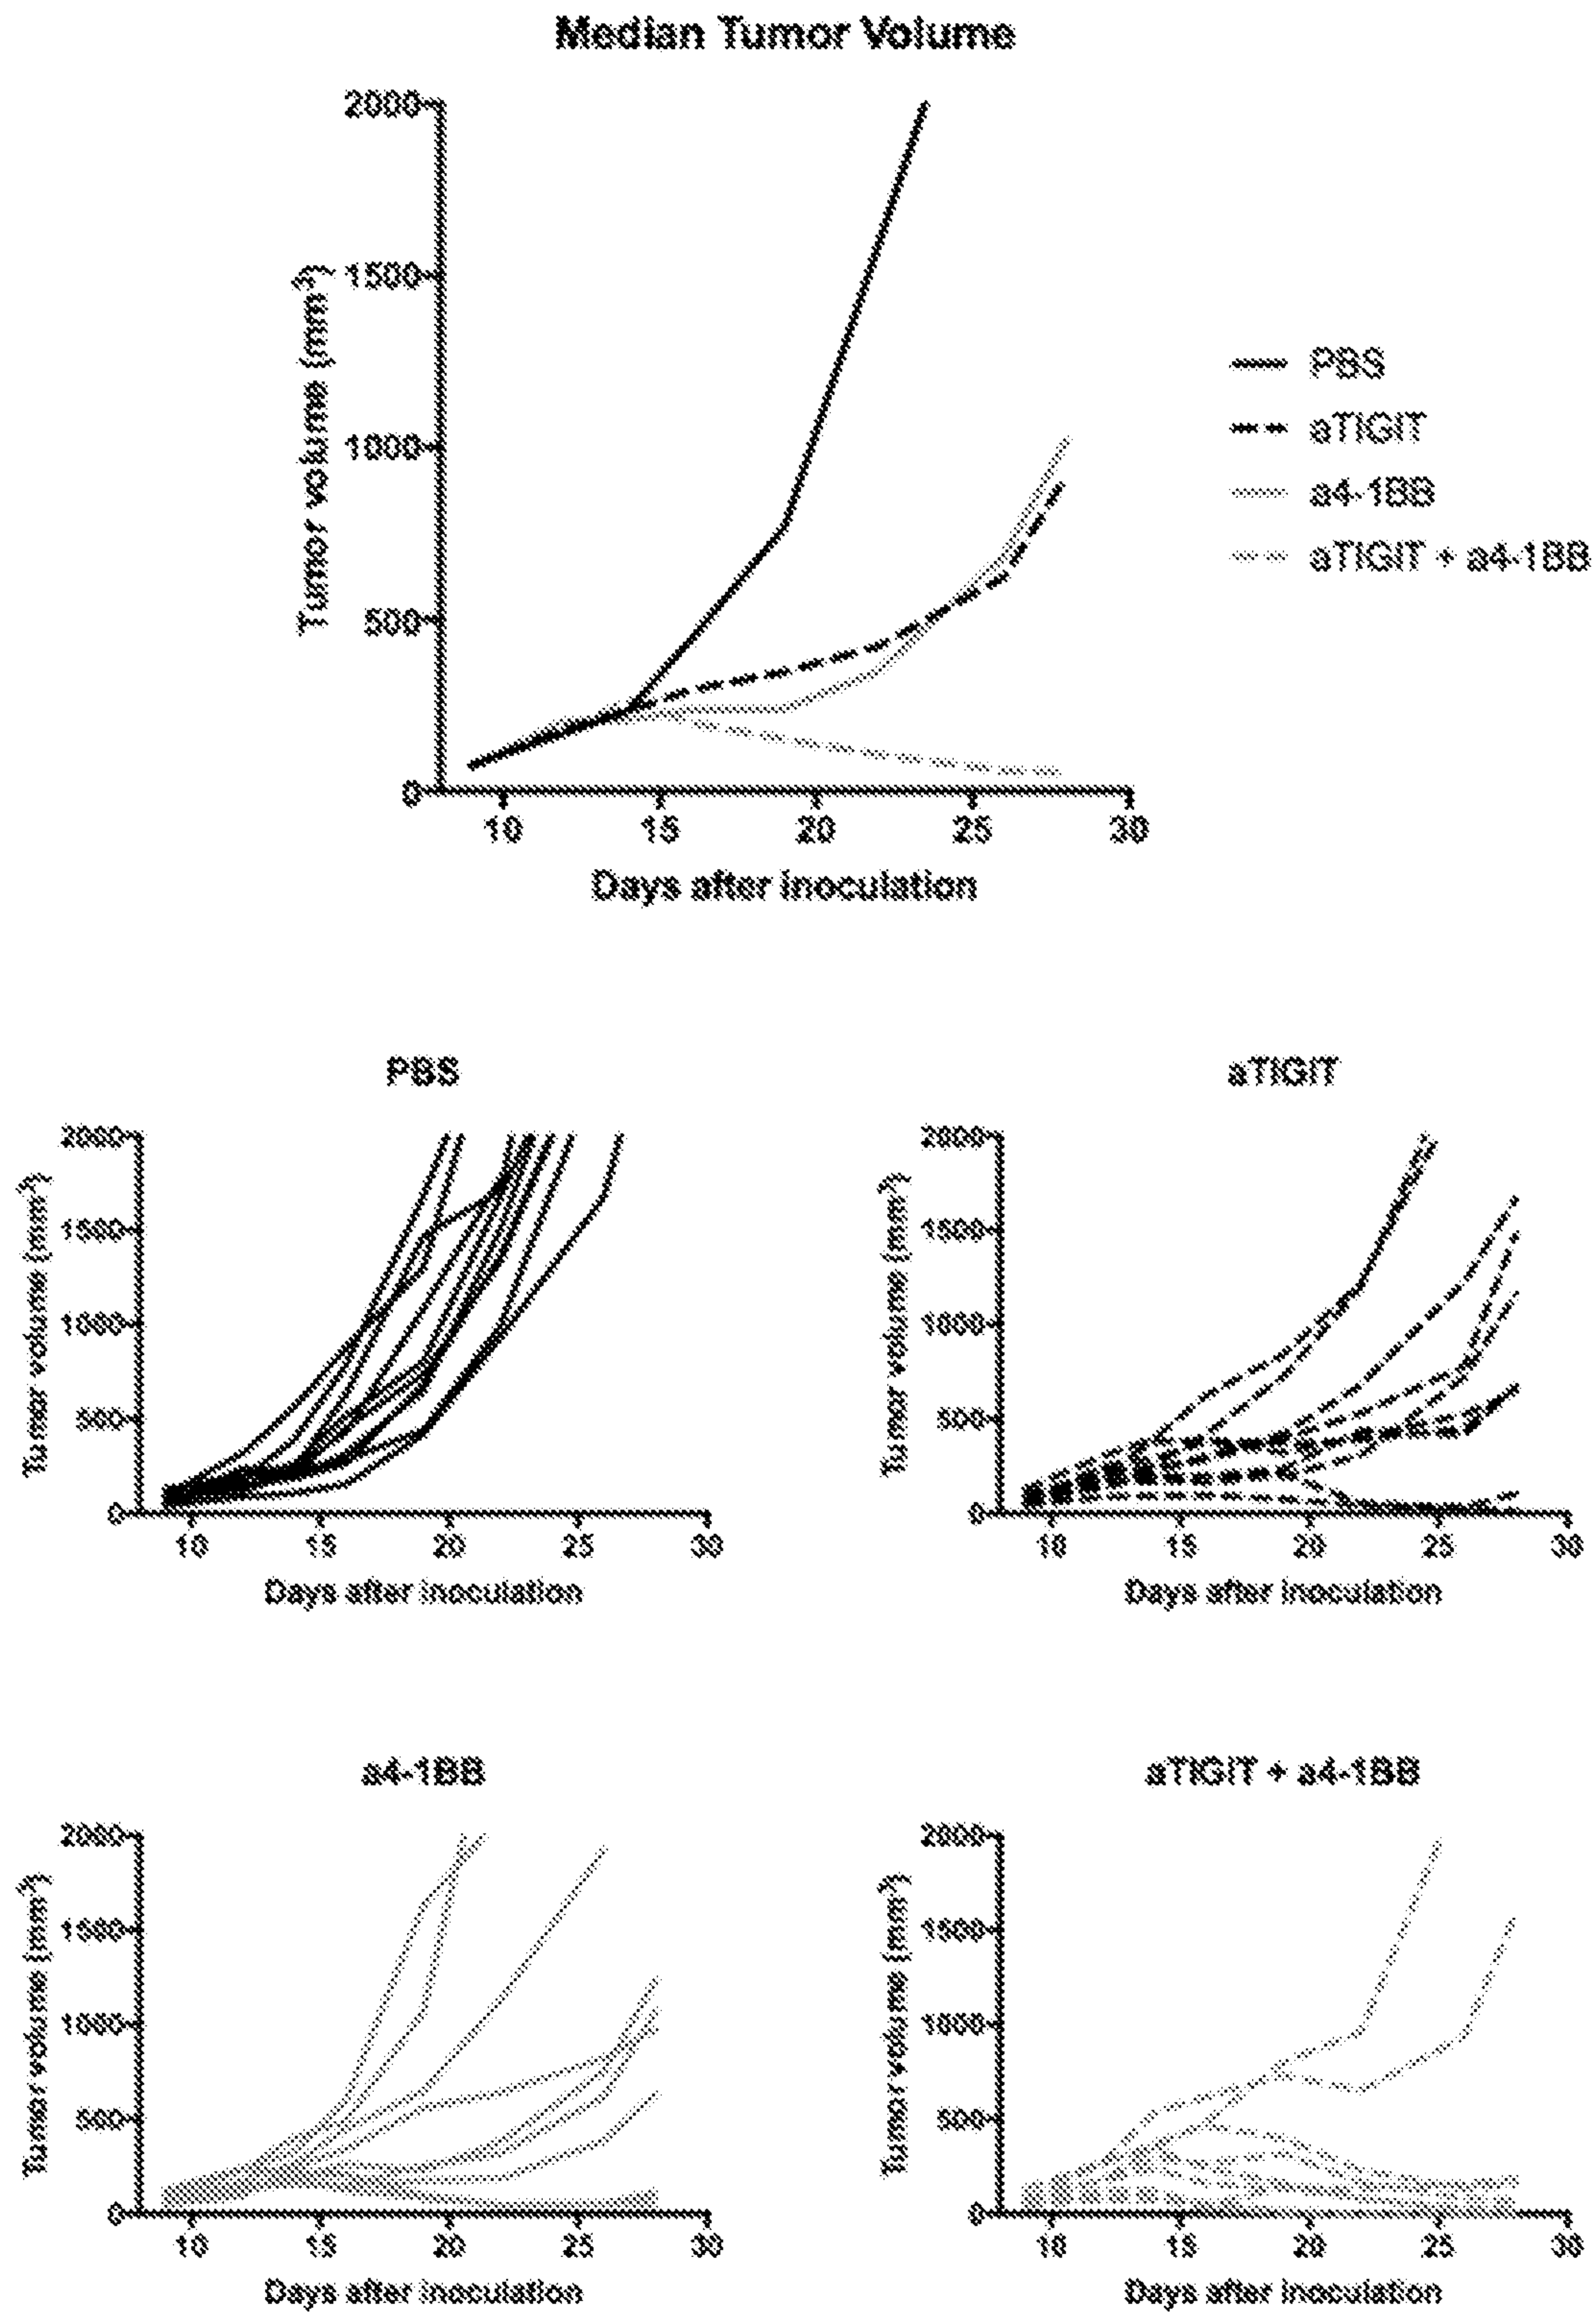 Median Tumor Volume
2000
1500
1000
500
0
Tumor volume (mm³)
10 15 20 25 30
Days after inoculation
PBS
aTIGIT
a4-1BB
aTIGIT + a4-1BB
PBS
2000
1500
1000
500
0
Tumor volume (mm³)
10 15 20 25 30
Days after inoculation
aTIGIT
2000
1500
1000
500
0
Tumor volume (mm³)
10 15 20 25 30
Days after inoculation
a4-1BB
2000
1500
1000
500
0
Tumor volume (mm³)
10 15 20 25 30
Days after inoculation
aTIGIT + a4-1BB
2000
1500
1000
500
0
Tumor volume (mm³)
10 15 20 25 30
Days after inoculation